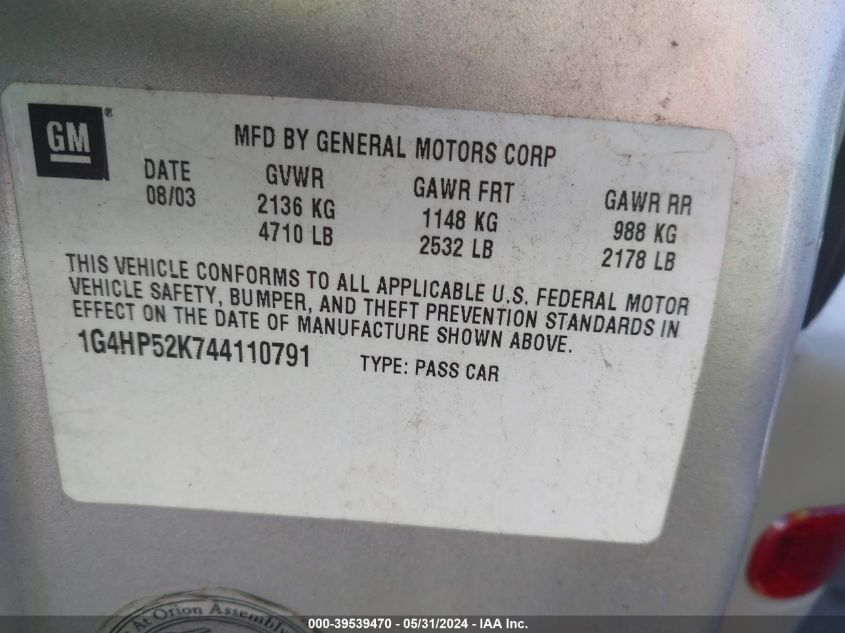 GM®
MFD BY GENERAL MOTORS CORP
DATE GVWR GAWR FRT GAWR RR
08/03 2136 KG 1148 KG 988 KG
4710 LB 2532 LB 2178 LB
THIS VEHICLE CONFORMS TO ALL APPLICABLE U.S. FEDERAL MOTOR
VEHICLE SAFETY, BUMPER, AND THEFT PREVENTION STANDARDS IN
EFFECT ON THE DATE OF MANUFACTURE SHOWN ABOVE.
1G4HP52K744110791 TYPE: PASS CAR
At Orion Assembly
000-39539470 - 05/31/2024 - IAA Inc.